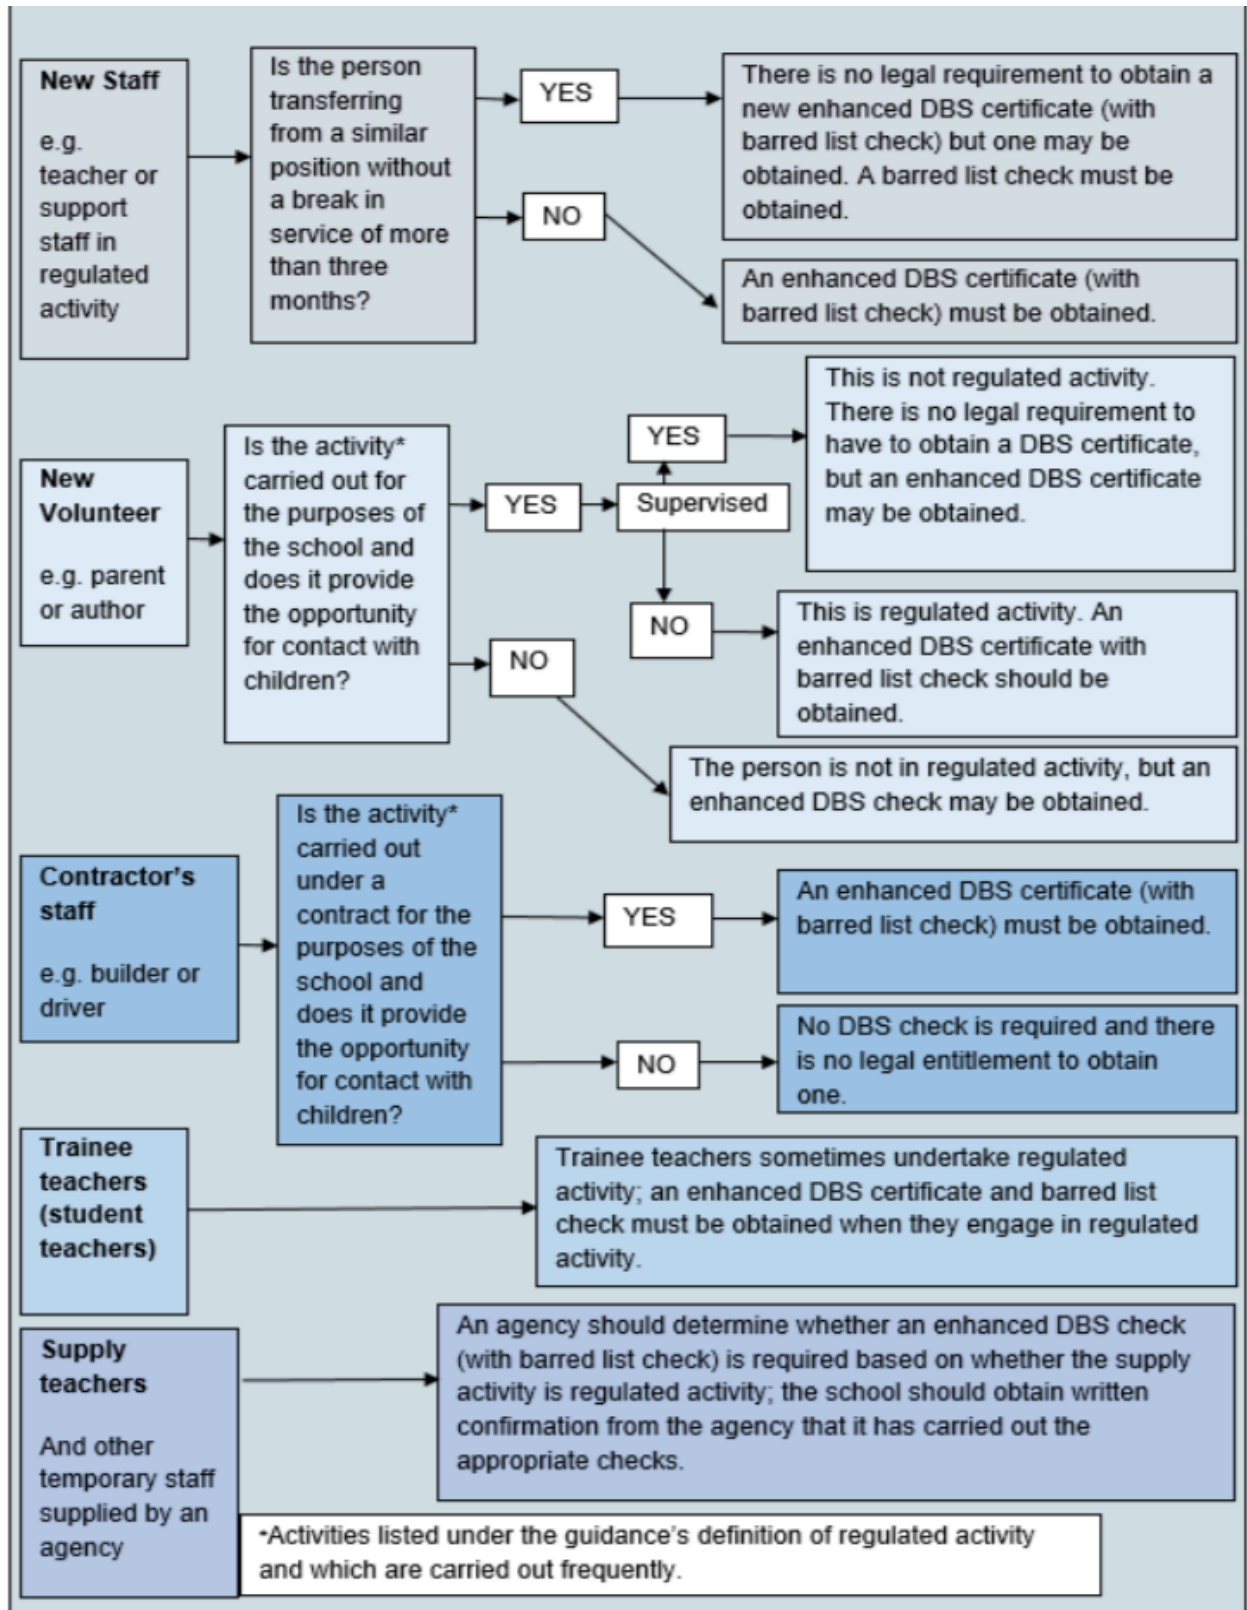 New Staff
e.g.
teacher or
support
staff in
regulated
activity
Is the person
transferring
from a similar
position without
a break in
service of more
than three
months?
YES
There is no legal requirement to obtain a
new enhanced DBS certificate (with
barred list check) but one may be
obtained. A barred list check must be
obtained.
NO
An enhanced DBS certificate (with
barred list check) must be obtained.
New
Volunteer
e.g. parent
or author
Is the activity*
carried out for
the purposes of
the school and
does it provide
the opportunity
for contact with
children?
YES
Supervised
YES
This is not regulated activity.
There is no legal requirement to
have to obtain a DBS certificate,
but an enhanced DBS certificate
may be obtained.
NO
This is regulated activity. An
enhanced DBS certificate with
barred list check should be
obtained.
NO
The person is not in regulated activity, but an
enhanced DBS check may be obtained.
Contractor's
staff
e.g. builder or
driver
Is the activity*
carried out
under a
contract for the
purposes of the
school and
does it provide
the opportunity
for contact with
children?
YES
An enhanced DBS certificate (with
barred list check) must be obtained.
NO
No DBS check is required and there
is no legal entitlement to obtain
one.
Trainee
teachers
(student
teachers)
Trainee teachers sometimes undertake regulated
activity; an enhanced DBS certificate and barred list
check must be obtained when they engage in regulated
activity.
Supply
teachers
And other
temporary staff
supplied by an
agency
An agency should determine whether an enhanced DBS check
(with barred list check) is required based on whether the supply
activity is regulated activity; the school should obtain written
confirmation from the agency that it has carried out the
appropriate checks.
*Activities listed under the guidance's definition of regulated activity
and which are carried out frequently.